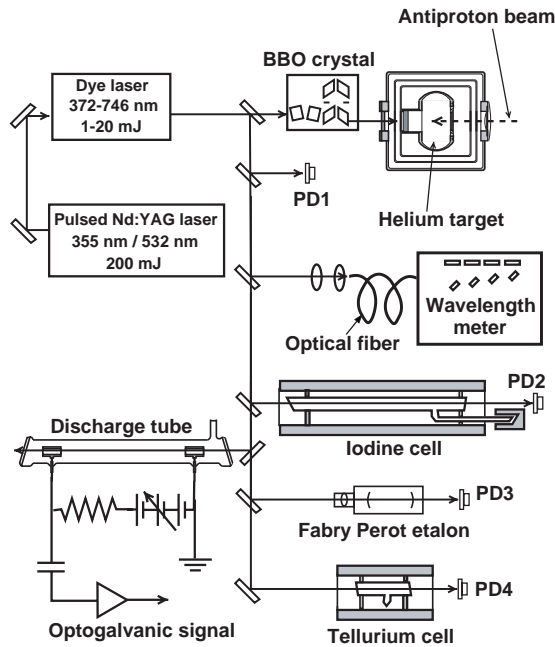 Antiproton beam
BBO crystal
Dye laser
372-746 nm
1-20 mJ
PD1
Helium target
Pulsed Nd:YAG laser
355 nm / 532 nm
200 mJ
Wavelength
meter
Optical fiber
PD2
Discharge tube
Iodine cell
PD3
Fabry Perot etalon
PD4
Optogalvanic signal
Tellurium cell